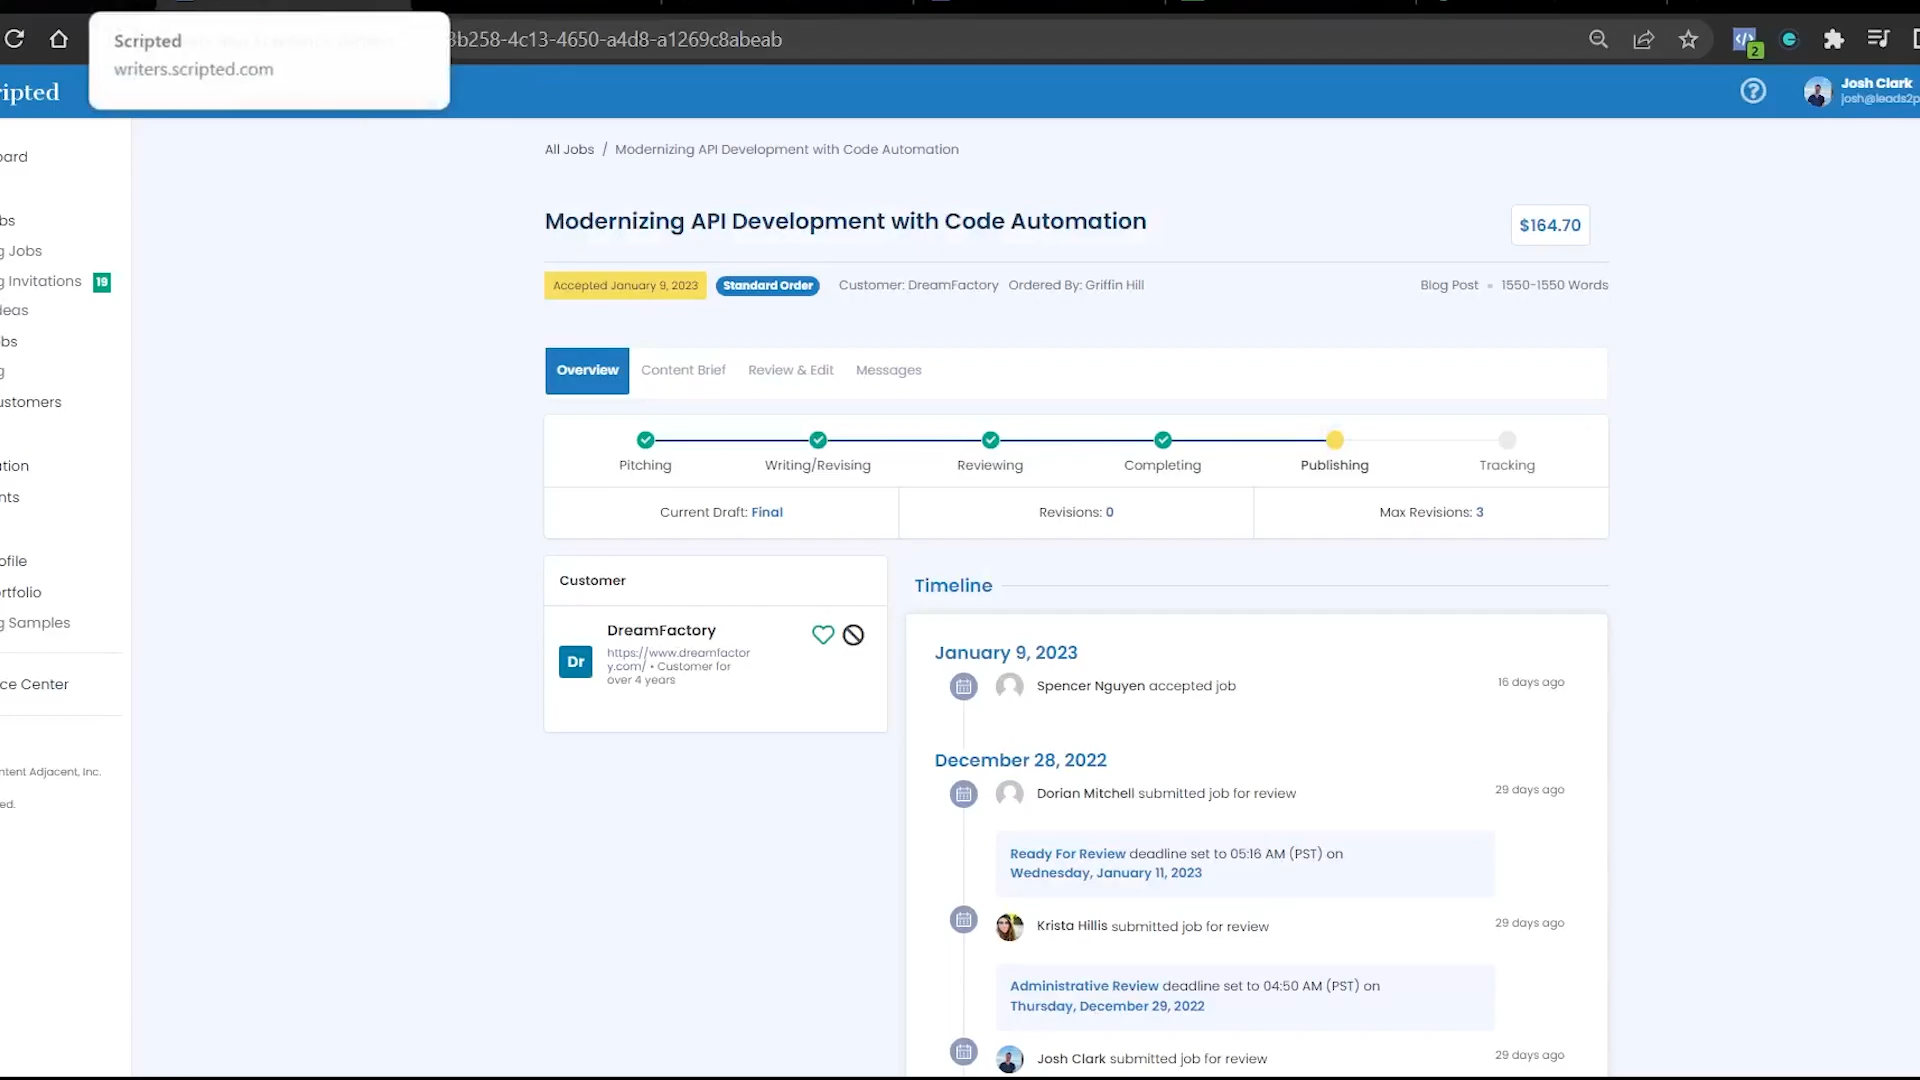 Scripted
writers.scripted.com
3b258-4c13-4650-a4d8-a1269c8abeab
2
ripted
Josh Clark
josh@leads2p
All Jobs / Modernizing API Development with Code Automation
Modernizing API Development with Code Automation
$164.70
Accepted January 9, 2023
Standard Order
Customer: DreamFactory
Ordered By: Griffin Hill
Blog Post • 1550-1550 Words
oard
bs
g Jobs
g Invitations 19
deas
bs
g
ustomers
ation
nts
ofile
rtfolio
g Samples
ce Center
ntent Adjacent, Inc.
ed.
Overview
Content Brief
Review & Edit
Messages
Pitching
Writing/Revising
Reviewing
Completing
Publishing
Tracking
Current Draft: Final
Revisions: 0
Max Revisions: 3
Customer
Dr
DreamFactory
https://www.dreamfactor
y.com/ • Customer for
over 4 years
Timeline
January 9, 2023
Spencer Nguyen accepted job
16 days ago
December 28, 2022
Dorian Mitchell submitted job for review
29 days ago
Ready For Review deadline set to 05:16 AM (PST) on
Wednesday, January 11, 2023
Krista Hillis submitted job for review
29 days ago
Administrative Review deadline set to 04:50 AM (PST) on
Thursday, December 29, 2022
Josh Clark submitted job for review
29 days ago